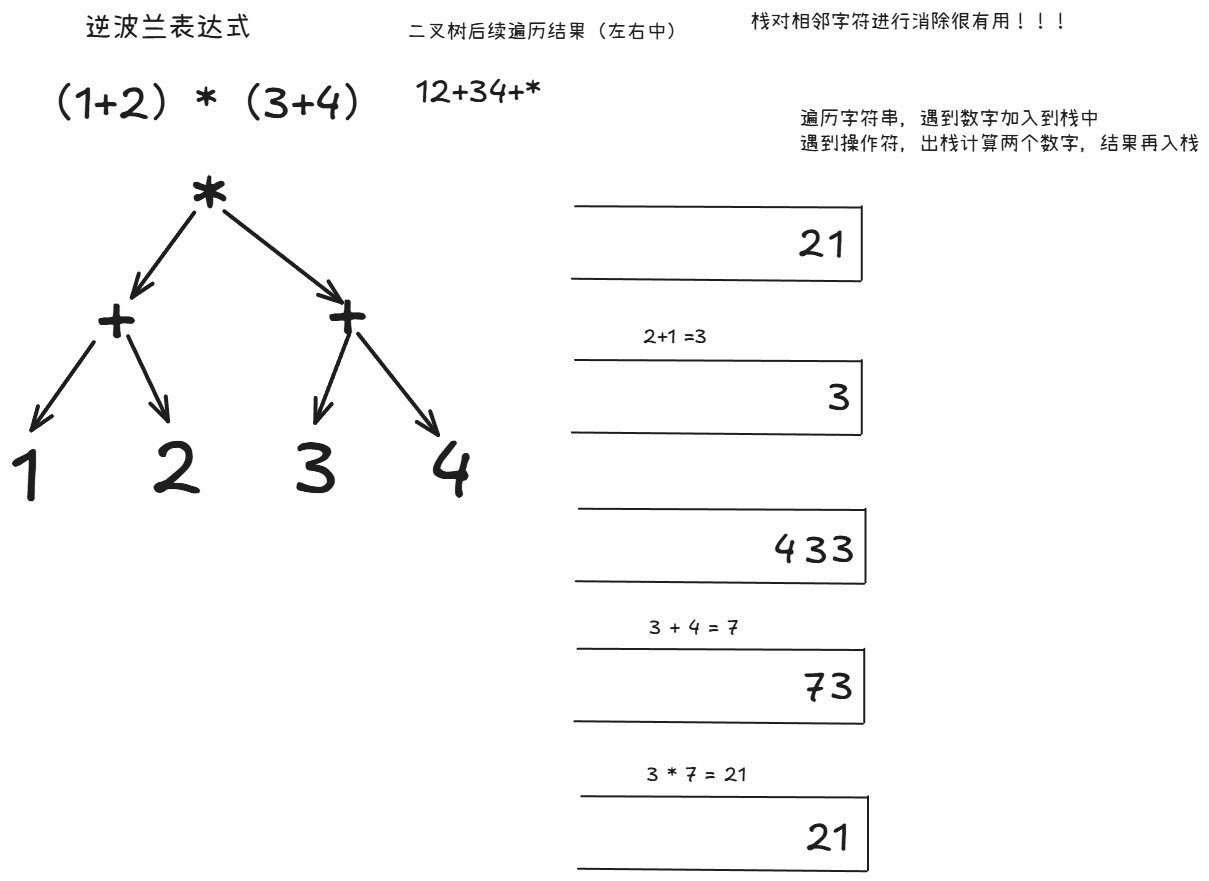 逆波兰表达式
二叉树后续遍历结果（左右中）
栈对相邻字符进行消除很有用！！！
（1+2） * （3+4）
12+34+*
遍历字符串，遇到数字加入到栈中
遇到操作符，出栈计算两个数字，结果再入栈
*
+ +
1 2 3 4
21
2+1 =3
3
433
3 + 4 = 7
73
3 * 7 = 21
21